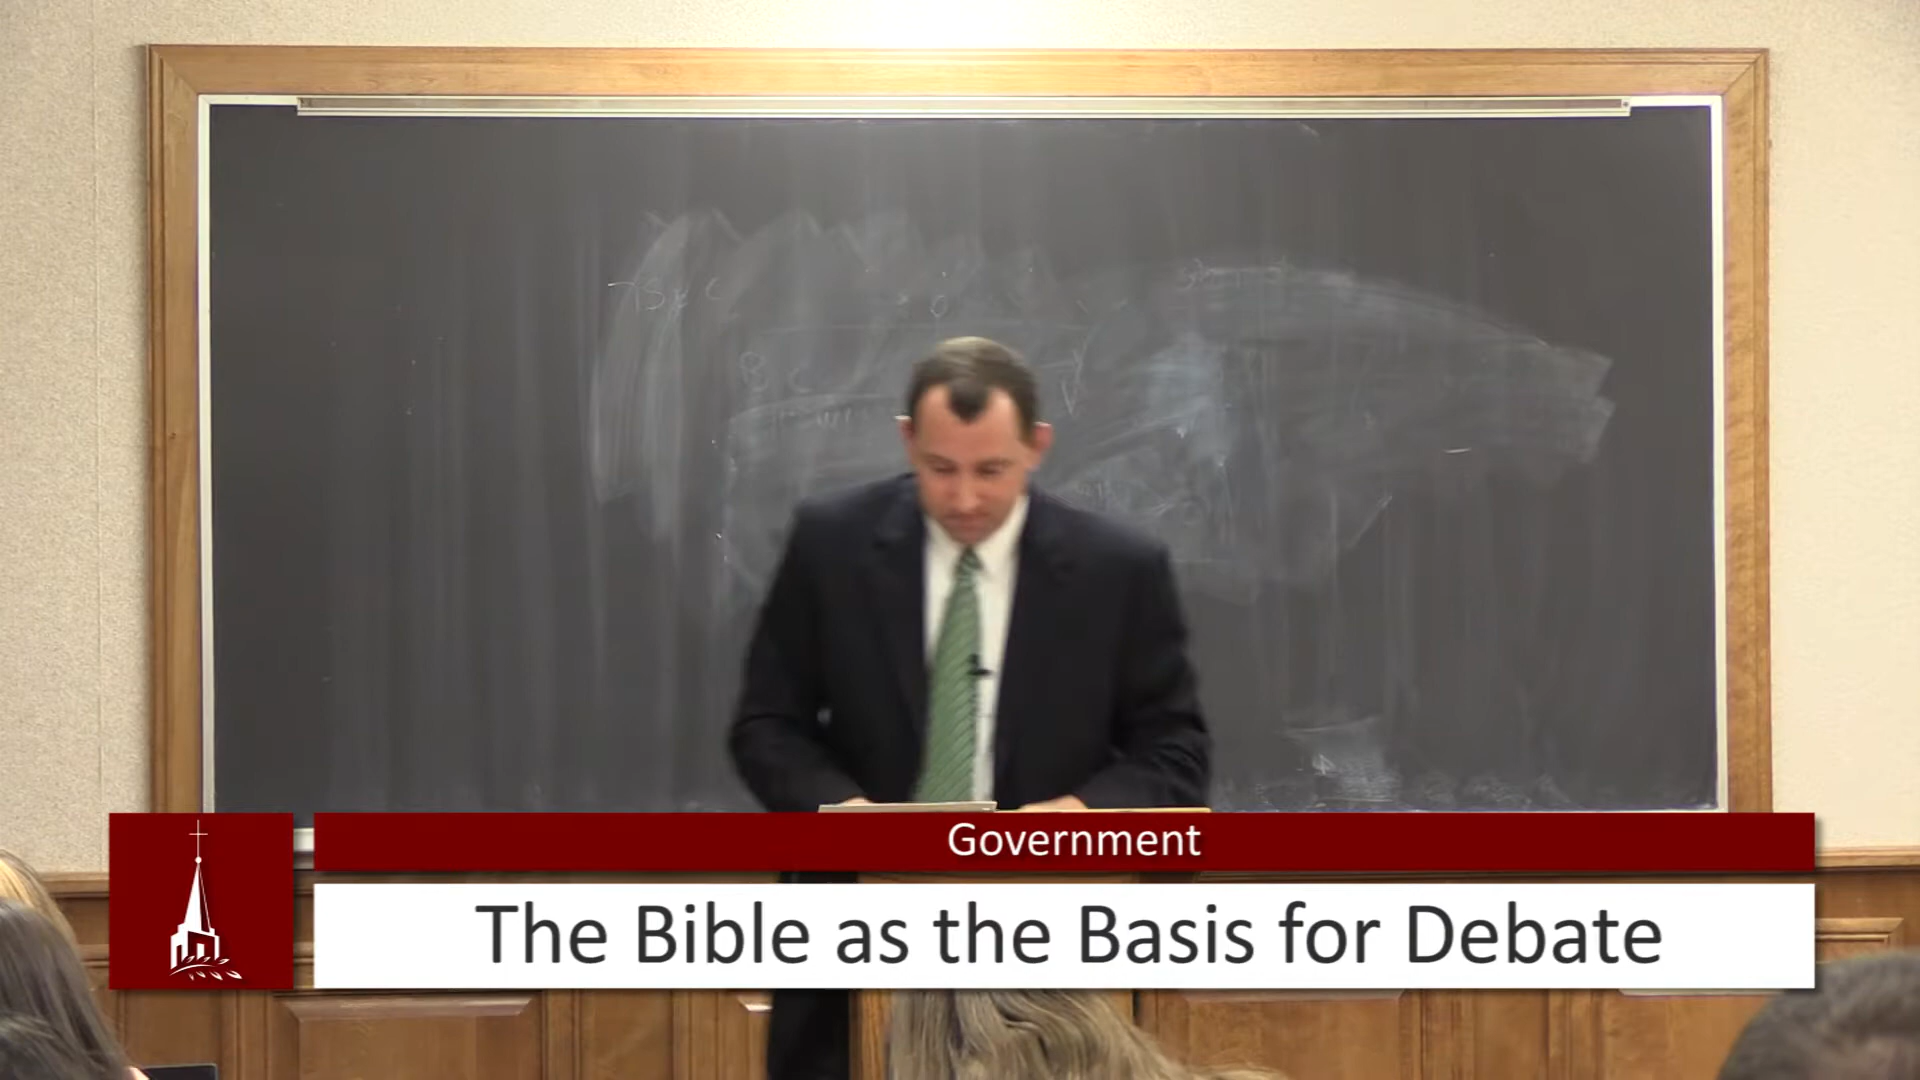 Government
The Bible as the Basis for Debate